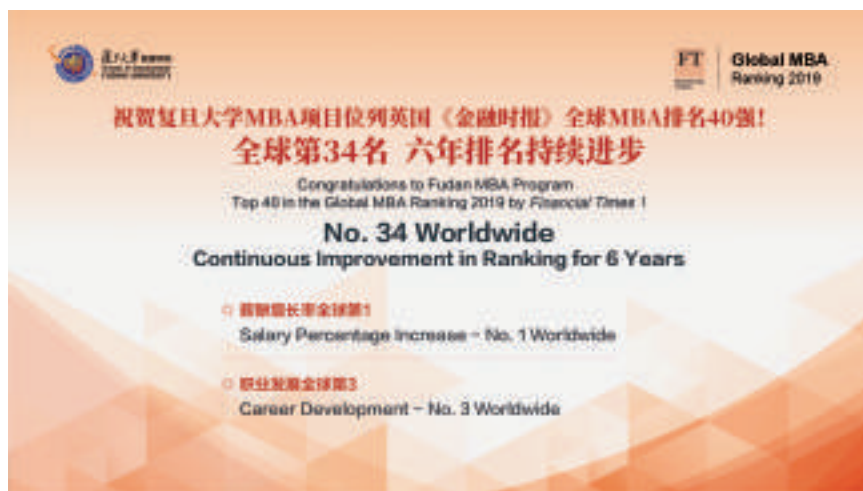 復旦大學
FT
Global MBA
Ranking 2019
祝贺复旦大学MBA项目位列英国《金融时报》全球MBA排名40强!
全球第34名 六年排名持续进步
Congratulations to Fudan MBA Program
Top 40 in the Global MBA Ranking 2019 by Financial Times !
No. 34 Worldwide
Continuous Improvement in Ranking for 6 Years
薪酬增长率全球第1
Salary Percentage Increase – No. 1 Worldwide
职业发展全球第3
Career Development – No. 3 Worldwide